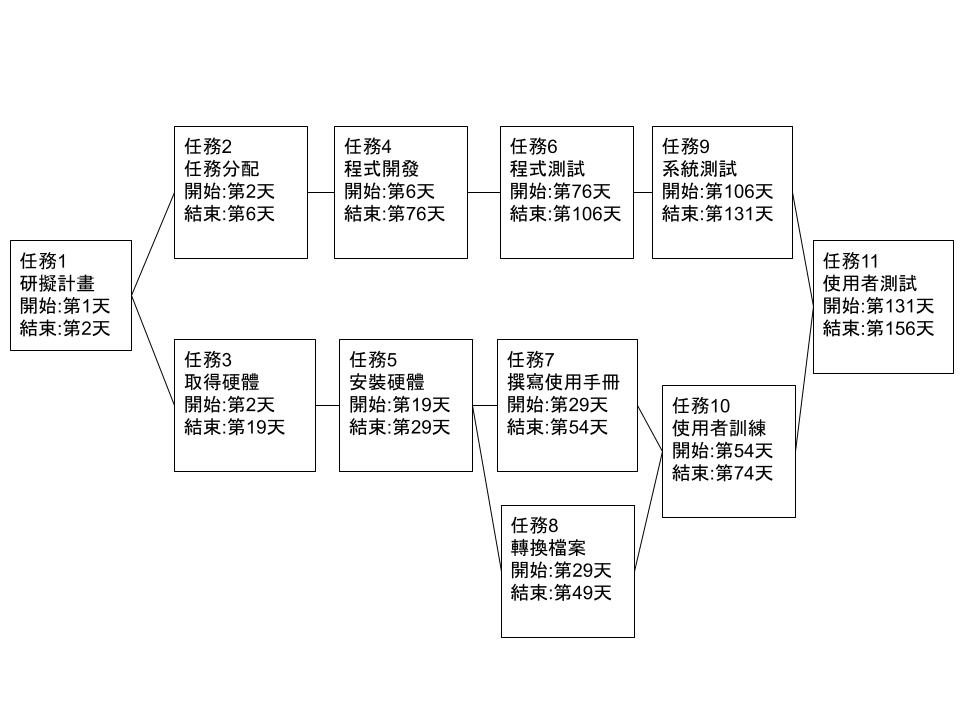 任務1
研擬計畫
開始:第1天
結束:第2天
任務2
任務分配
開始:第2天
結束:第6天
任務4
程式開發
開始:第6天
結束:第76天
任務6
程式測試
開始:第76天
結束:第106天
任務9
系統測試
開始:第106天
結束:第131天
任務3
取得硬體
開始:第2天
結束:第19天
任務5
安裝硬體
開始:第19天
結束:第29天
任務7
撰寫使用手冊
開始:第29天
結束:第54天
任務8
轉換檔案
開始:第29天
結束:第49天
任務10
使用者訓練
開始:第54天
結束:第74天
任務11
使用者測試
開始:第131天
結束:第156天